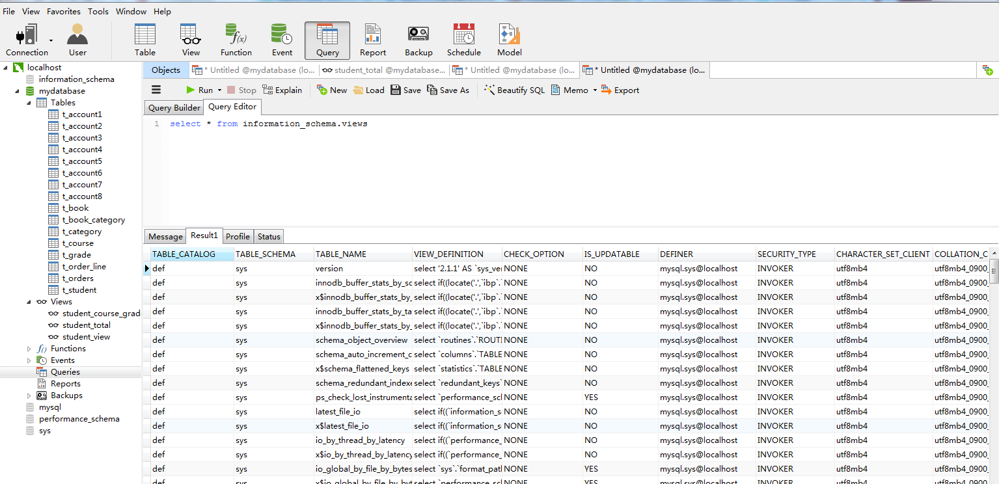 File View Favorites Tools Window Help
Connection User Table View Function Event Query Report Backup Schedule Model
localhost
information_schema
mydatabase
Tables
t_account1
t_account2
t_account3
t_account4
t_account5
t_account6
t_account7
t_account8
t_book
t_book_category
t_category
t_course
t_grade
t_order_line
t_orders
t_student
Views
student_course_grad
student_total
student_view
Functions
Events
Queries
Reports
Backups
mysql
performance_schema
sys
Objects * Untitled @mydatabase (lo... student_total @mydatabase... * Untitled @mydatabase (lo... * Untitled @mydatabase (lo...
Run Stop Explain New Load Save Save As Beautify SQL Memo Export
Query Builder Query Editor
1 select * from information_schema.views
Message Result1 Profile Status
TABLE_CATALOG TABLE_SCHEMA TABLE_NAME VIEW_DEFINITION CHECK_OPTION IS_UPDATABLE DEFINER SECURITY_TYPE CHARACTER_SET_CLIENT COLLATION_C
def sys version select '2.1.1' AS `sys_ver NONE NO mysql.sys@localhost INVOKER utf8mb4 utf8mb4_0900_
def sys innodb_buffer_stats_by_sc select if((locate('.',`ibp`. NONE NO mysql.sys@localhost INVOKER utf8mb4 utf8mb4_0900_
def sys x$innodb_buffer_stats_by_ select if((locate('.',`ibp`. NONE NO mysql.sys@localhost INVOKER utf8mb4 utf8mb4_0900_
def sys innodb_buffer_stats_by_ta select if((locate('.',`ibp`. NONE NO mysql.sys@localhost INVOKER utf8mb4 utf8mb4_0900_
def sys x$innodb_buffer_stats_by_ select if((locate('.',`ibp`. NONE NO mysql.sys@localhost INVOKER utf8mb4 utf8mb4_0900_
def sys schema_object_overview select `routines`.`ROUTI NONE NO mysql.sys@localhost INVOKER utf8mb4 utf8mb4_0900_
def sys schema_auto_increment_c select `columns`.`TABLE NONE NO mysql.sys@localhost INVOKER utf8mb4 utf8mb4_0900_
def sys x$schema_flattened_keys select `statistics`.`TABLE NONE NO mysql.sys@localhost INVOKER utf8mb4 utf8mb4_0900_
def sys schema_redundant_indexe select `redundant_keys` NONE NO mysql.sys@localhost INVOKER utf8mb4 utf8mb4_0900_
def sys ps_check_lost_instrumenta select `performance_scl NONE YES mysql.sys@localhost INVOKER utf8mb4 utf8mb4_0900_
def sys latest_file_io select if((`information_s NONE NO mysql.sys@localhost INVOKER utf8mb4 utf8mb4_0900_
def sys x$latest_file_io select if((`information_s NONE NO mysql.sys@localhost INVOKER utf8mb4 utf8mb4_0900_
def sys io_by_thread_by_latency select if((`performance_ NONE NO mysql.sys@localhost INVOKER utf8mb4 utf8mb4_0900_
def sys x$io_by_thread_by_latency select if((`performance_ NONE NO mysql.sys@localhost INVOKER utf8mb4 utf8mb4_0900_
def sys io_global_by_file_by_bytes select `sys`.`format_patl NONE YES mysql.sys@localhost INVOKER utf8mb4 utf8mb4_0900_
def sys x$io_global_by_file_by_byt select `performance_scl NONE YES mysql.sys@localhost INVOKER utf8mb4 utf8mb4_0900_